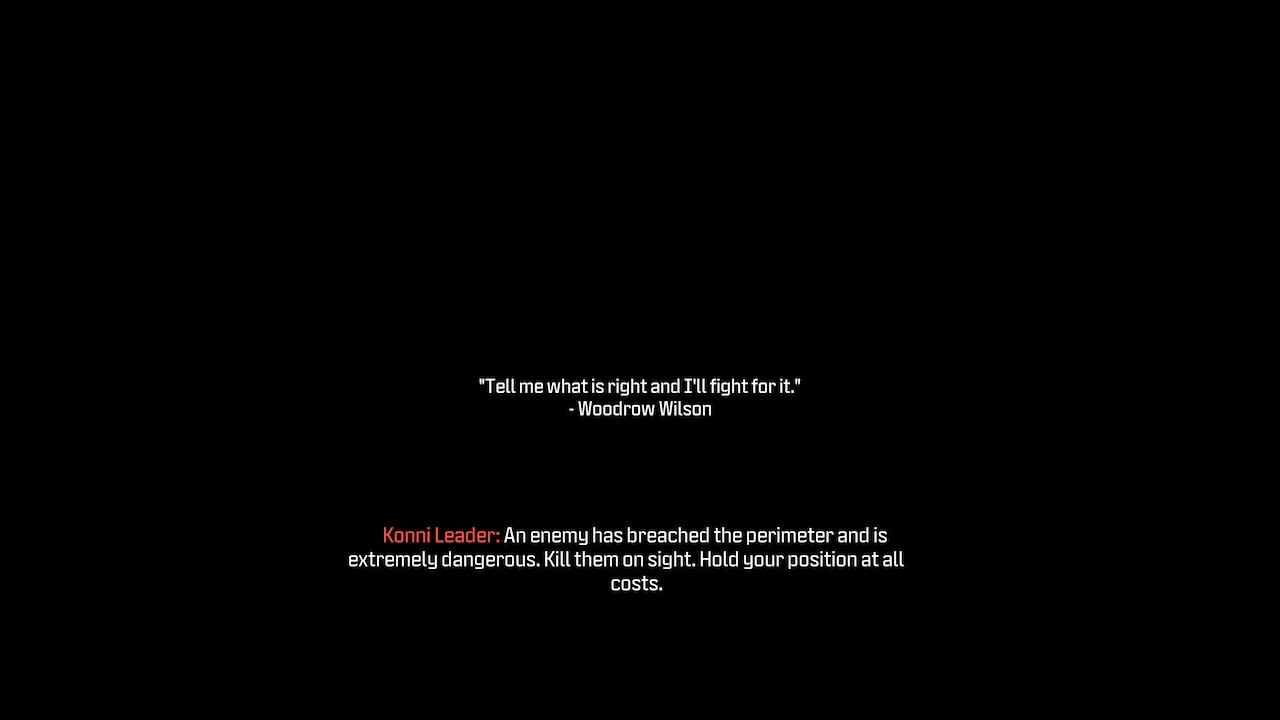 "Tell me what is right and I'll fight for it."
- Woodrow Wilson
Konni Leader: An enemy has breached the perimeter and is
extremely dangerous. Kill them on sight. Hold your position at all
costs.